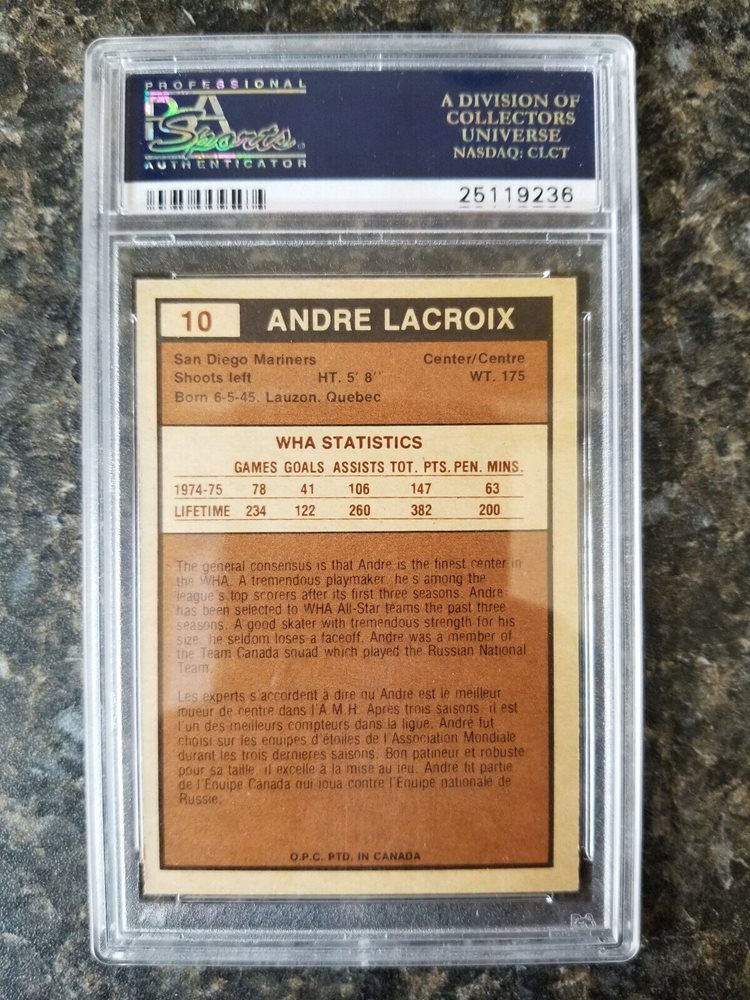 PROFESSIONAL
PSA
Sports
AUTHENTICATOR
A DIVISION OF
COLLECTORS
UNIVERSE
NASDAQ: CLCT
25119236
10 ANDRE LACROIX
San Diego Mariners Center/Centre
Shoots left HT. 5' 8'' WT. 175
Born 6-5-45, Lauzon, Quebec
WHA STATISTICS
GAMES GOALS ASSISTS TOT. PTS. PEN. MINS.
1974-75 78 41 106 147 63
LIFETIME 234 122 260 382 200
The general consensus is that Andre is the finest center in
the WHA. A tremendous playmaker, he's among the
league's top scorers after its first three seasons. Andre
has been selected to WHA All-Star teams the past three
seasons. A good skater with tremendous strength for his
size, he seldom loses a faceoff. Andre was a member of
the Team Canada squad which played the Russian National
Team.
Les experts s'accordent à dire qu'Andre est le meilleur
joueur de centre dans l'A.M.H. Après trois saisons, il est
l'un des meilleurs compteurs dans la ligue. André fut
choisi sur les equipes d'étoiles de l'Association Mondiale
durant les trois dernieres saisons. Bon patineur et robuste
pour sa taille, il excelle à la mise au jeu. André fit partie
de l'Equipe Canada qui joua contre l'Equipe nationale de
Russie.
O.P.C. PTD. IN CANADA